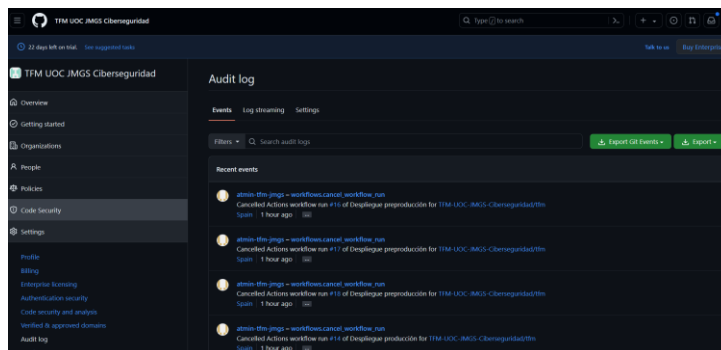 TFM UOC JMGS Ciberseguridad
Type / to search
22 days left on trial. See suggested tasks
Talk to us
Buy Enterprise
TFM UOC JMGS Ciberseguridad
Overview
Getting started
Organizations
People
Policies
Code Security
Settings
Profile
Billing
Enterprise licensing
Authentication security
Code security and analysis
Verified & approved domains
Audit log
Audit log
Events Log streaming Settings
Filters Search audit logs
Export Git Events
Export
Recent events
atmin-tfm-jmgs – workflows.cancel_workflow_run
Cancelled Actions workflow run #16 of Despliegue preproducción for TFM-UOC-JMGS-Ciberseguridad/tfm
Spain 1 hour ago
atmin-tfm-jmgs – workflows.cancel_workflow_run
Cancelled Actions workflow run #17 of Despliegue preproducción for TFM-UOC-JMGS-Ciberseguridad/tfm
Spain 1 hour ago
atmin-tfm-jmgs – workflows.cancel_workflow_run
Cancelled Actions workflow run #18 of Despliegue preproducción for TFM-UOC-JMGS-Ciberseguridad/tfm
Spain 1 hour ago
atmin-tfm-jmgs – workflows.cancel_workflow_run
Cancelled Actions workflow run #14 of Despliegue producción for TFM-UOC-JMGS-Ciberseguridad/tfm
Spain 1 hour ago